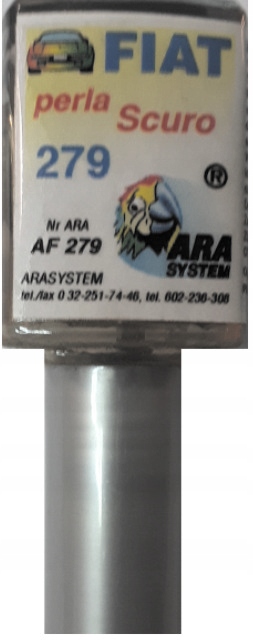 FIAT
perla Scuro
279
®
Nr ARA
AF 279
ARA
SYSTEM
ARASYSTEM
tel./fax 0 32-251-74-46, tel. 602-236-308